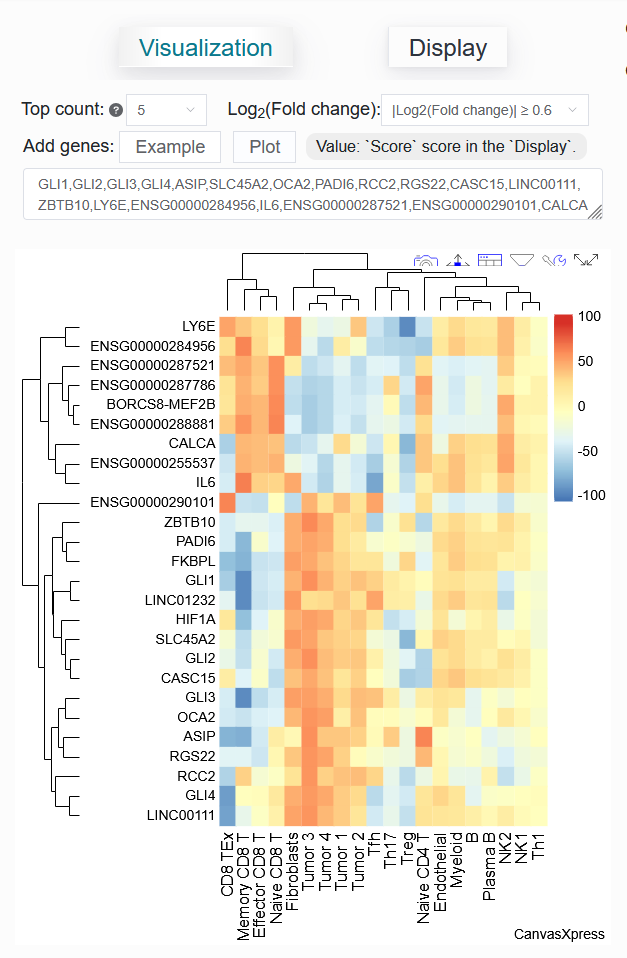 Visualization Display
Top count: ? 5 Log2(Fold change): |Log2(Fold change)| ≥ 0.6
Add genes: Example Plot Value: `Score` score in the `Display`.
GLI1,GLI2,GLI3,GLI4,ASIP,SLC45A2,OCA2,PADI6,RCC2,RGS22,CASC15,LINC00111,
ZBTB10,LY6E,ENSG00000284956,IL6,ENSG00000287521,ENSG00000290101,CALCA
LY6E
ENSG00000284956
ENSG00000287521
ENSG00000287786
BORCS8-MEF2B
ENSG00000288881
CALCA
ENSG00000255537
IL6
ENSG00000290101
ZBTB10
PADI6
FKBPL
GLI1
LINC01232
HIF1A
SLC45A2
GLI2
CASC15
GLI3
OCA2
ASIP
RGS22
RCC2
GLI4
LINC00111
100
50
0
-50
-100
CD8 TEx
Memory CD8 T
Effector CD8 T
Naive CD8 T
Fibroblasts
Tumor 3
Tumor 4
Tumor 1
Tumor 2
Tfh
Th17
Treg
Naive CD4 T
Endothelial
Myeloid
B
Plasma B
NK2
NK1
Th1
CanvasXpress